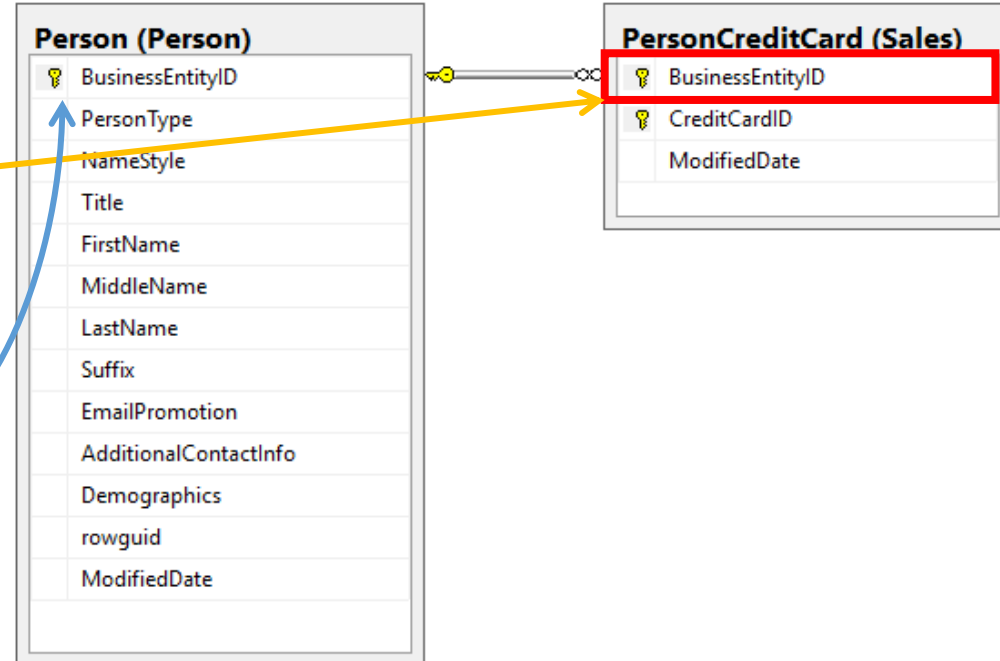 Person (Person)
BusinessEntityID
PersonType
NameStyle
Title
FirstName
MiddleName
LastName
Suffix
EmailPromotion
AdditionalContactInfo
Demographics
rowguid
ModifiedDate
PersonCreditCard (Sales)
BusinessEntityID
CreditCardID
ModifiedDate